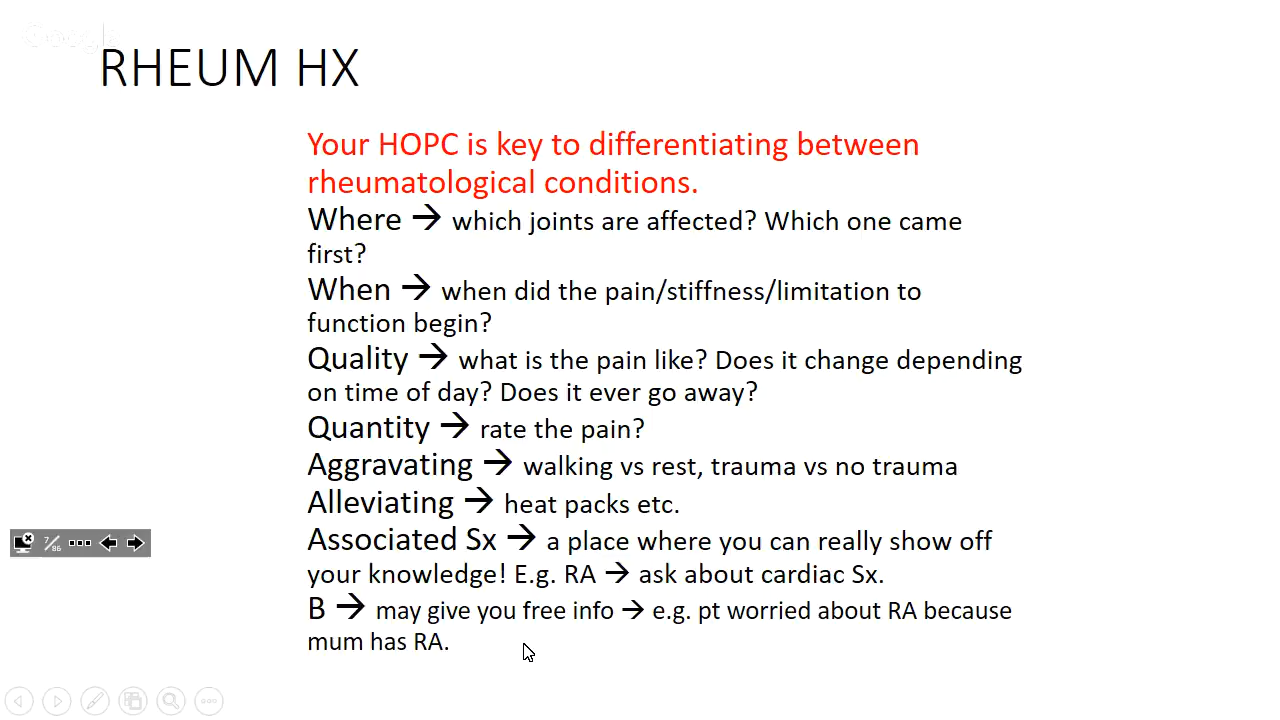 Google
RHEUM HX
Your HOPC is key to differentiating between
rheumatological conditions.
Where → which joints are affected? Which one came
first?
When → when did the pain/stiffness/limitation to
function begin?
Quality → what is the pain like? Does it change depending
on time of day? Does it ever go away?
Quantity → rate the pain?
Aggravating → walking vs rest, trauma vs no trauma
Alleviating → heat packs etc.
Associated Sx → a place where you can really show off
your knowledge! E.g. RA → ask about cardiac Sx.
B → may give you free info → e.g. pt worried about RA because
mum has RA.
7/86